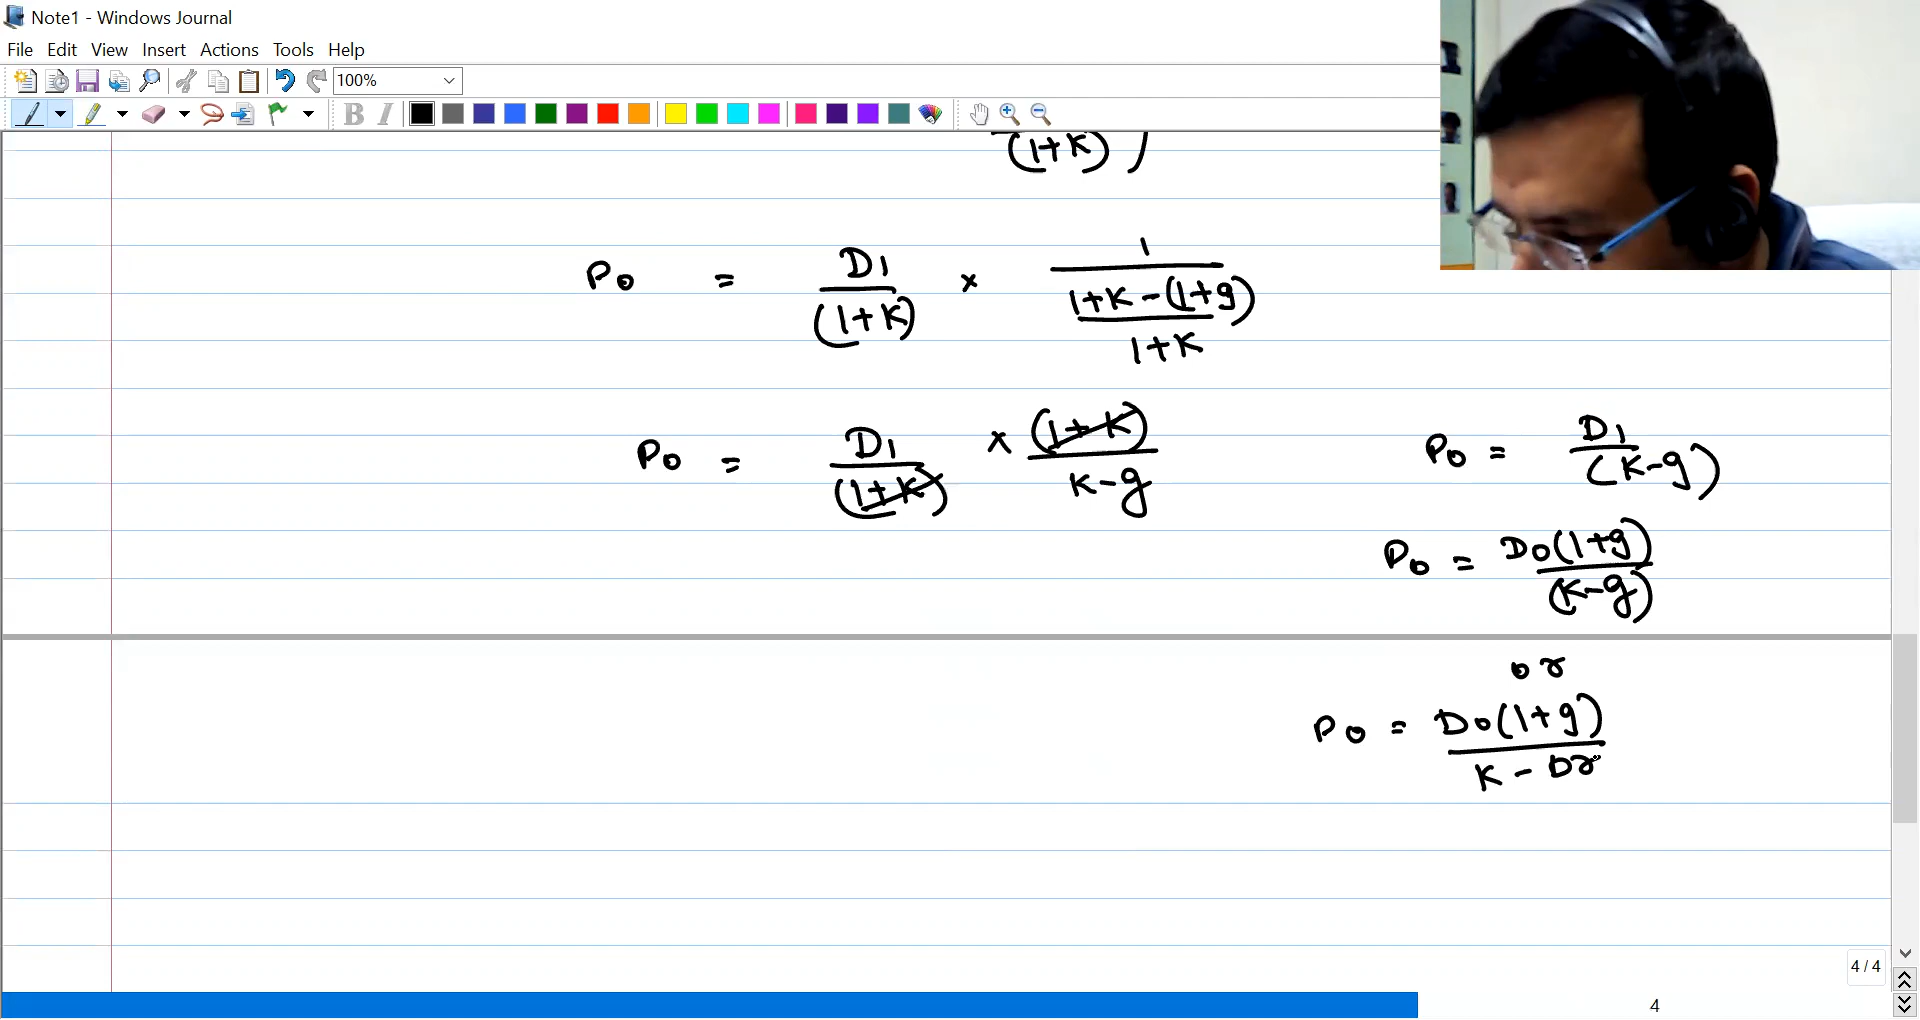 Note1 - Windows Journal
File Edit View Insert Actions Tools Help
100%
B I
(1+K) )
P0 = D1/(1+K) × 1/((1+K-(1+g))/(1+K))
P0 = D1/(1+K) × (1+K)/(K-g)
P0 = D1/(K-g)
P0 = D0(1+g)/(K-g)
or
P0 = D0(1+g)/(K-Dr
4 / 4
4